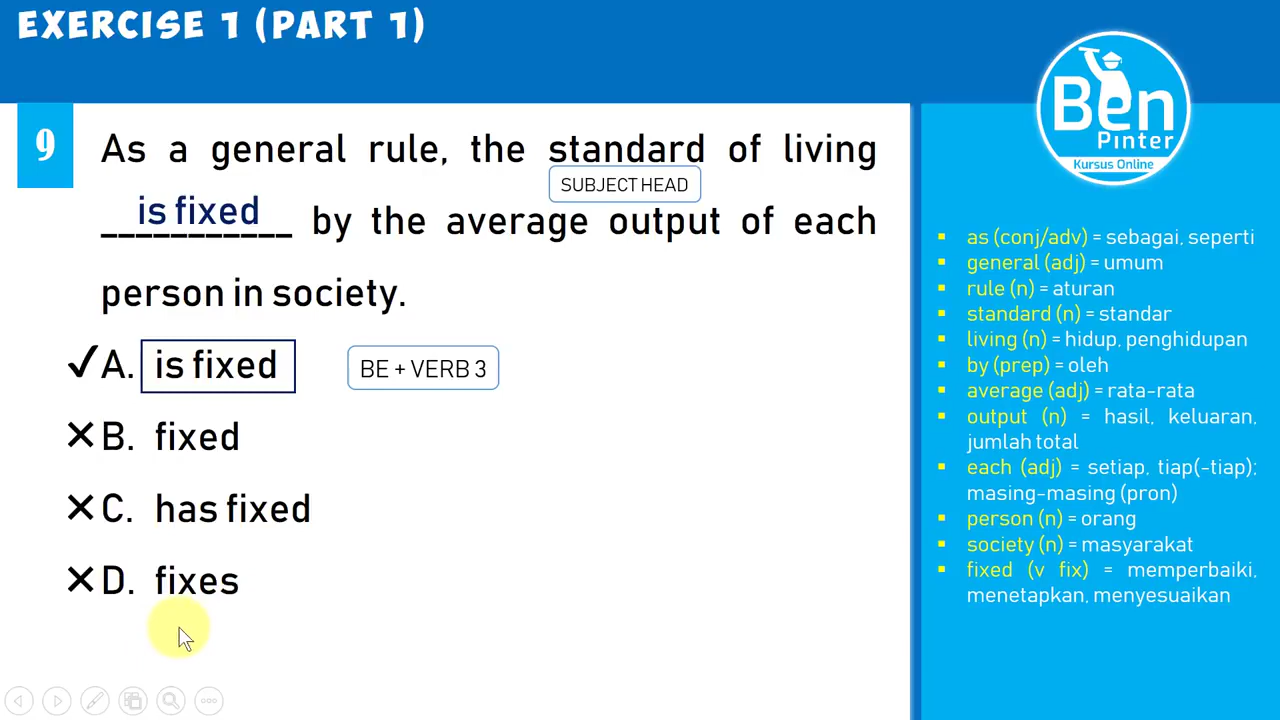 EXERCISE 1 (PART 1)
9
As a general rule, the standard of living
SUBJECT HEAD
is fixed
___________ by the average output of each
person in society.
✓A. is fixed
BE + VERB 3
×B. fixed
×C. has fixed
×D. fixes
Ben
Pinter
Kursus Online
▪ as (conj/adv) = sebagai, seperti
▪ general (adj) = umum
▪ rule (n) = aturan
▪ standard (n) = standar
▪ living (n) = hidup, penghidupan
▪ by (prep) = oleh
▪ average (adj) = rata-rata
▪ output (n) = hasil, keluaran,
jumlah total
▪ each (adj) = setiap, tiap(-tiap);
masing-masing (pron)
▪ person (n) = orang
▪ society (n) = masyarakat
▪ fixed (v fix) = memperbaiki,
menetapkan, menyesuaikan